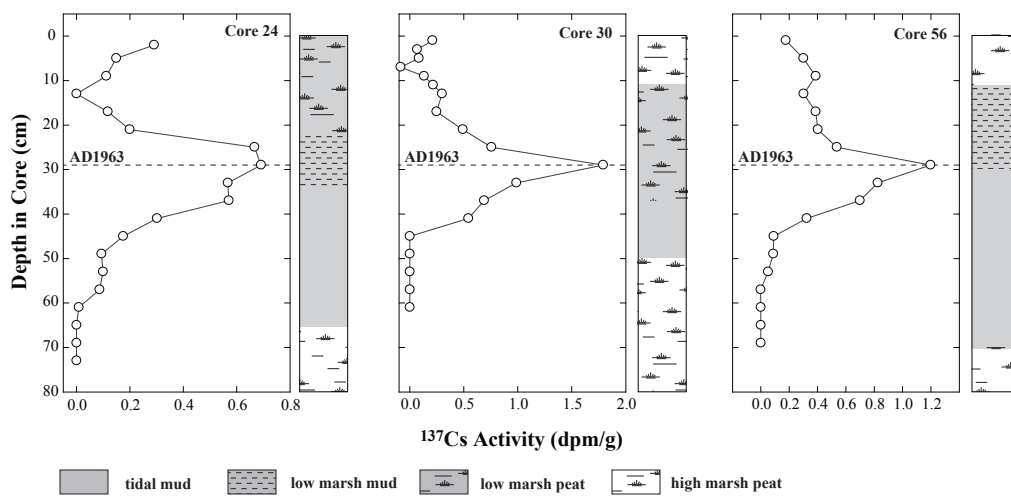 Core 24
Core 30
Core 56
0
10
20
30
40
50
60
70
80
Depth in Core (cm)
AD1963
AD1963
AD1963
0.0 0.2 0.4 0.6 0.8
0.0 0.5 1.0 1.5 2.0
0.0 0.2 0.4 0.6 0.8 1.0 1.2
¹³⁷Cs Activity (dpm/g)
tidal mud
low marsh mud
low marsh peat
high marsh peat